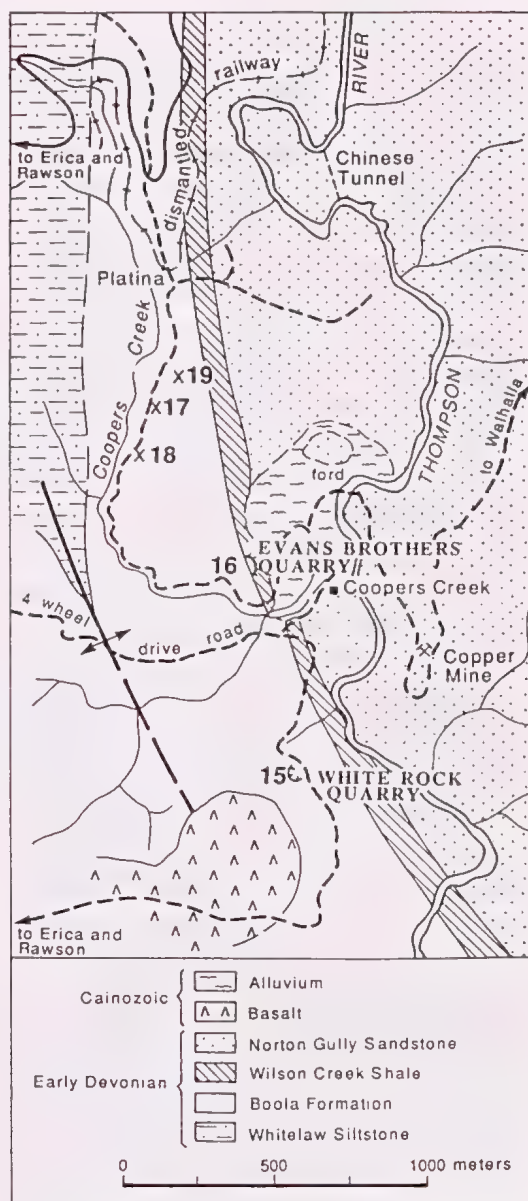 railway
RIVER
to Erica and
Rawson
dismantled
Chinese
Tunnel
Platina
Creek
Coopers
x19
x17
x18
THOMPSON
to Walhalla
ford
16
EVANS BROTHERS
QUARRY
Coopers Creek
4 wheel
drive road
Copper
Mine
15
WHITE ROCK
QUARRY
to Erica and
Rawson
Cainozoic
Alluvium
Basalt
Early Devonian
Norton Gully Sandstone
Wilson Creek Shale
Boola Formation
Whitelaw Siltstone
0 500 1000 meters